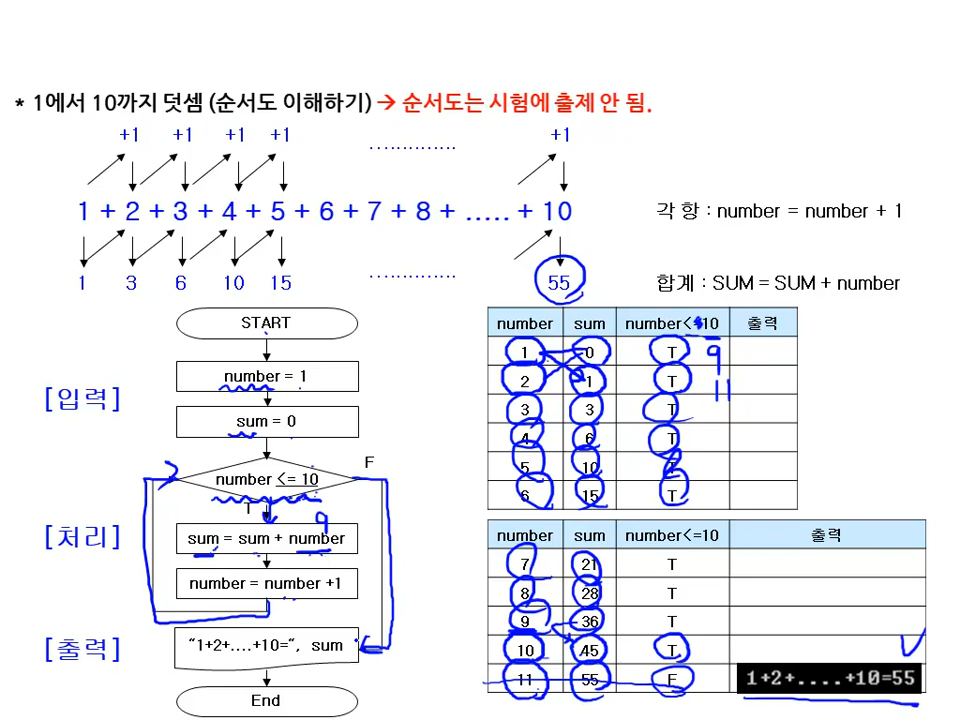 * 1에서 10까지 덧셈 (순서도 이해하기) → 순서도는 시험에 출제 안 됨.
+1 +1 +1 +1 ............. +1
1 + 2 + 3 + 4 + 5 + 6 + 7 + 8 + ..... + 10
각 항 : number = number + 1
1 3 6 10 15 ............. 55
합계 : SUM = SUM + number
START
[입력]
number = 1
sum = 0
number <= 10
F
T
9
[처리]
sum = sum + number
number = number +1
[출력]
"1+2+....+10=", sum
End
number sum number<=10 출력
1 0 T
9
2 1 T
11
3 3 T
4 6 T
5 10 T
6 15 T
number sum number<=10 출력
7 21 T
8 28 T
9 36 T
10 45 T
11 55 F 1+2+....+10=55